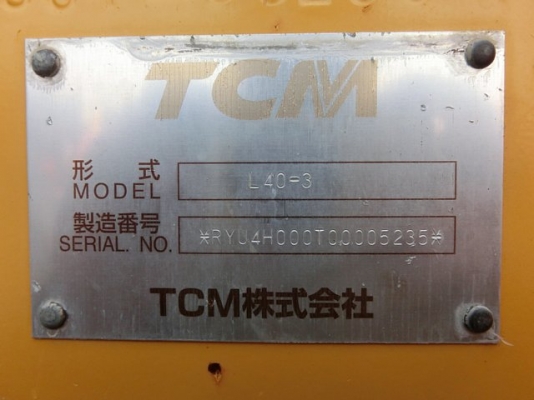 TCM
形式 L40-3
MODEL
製造番号 *RYU4H000T00005235*
SERIAL. NO.
TCM株式会社